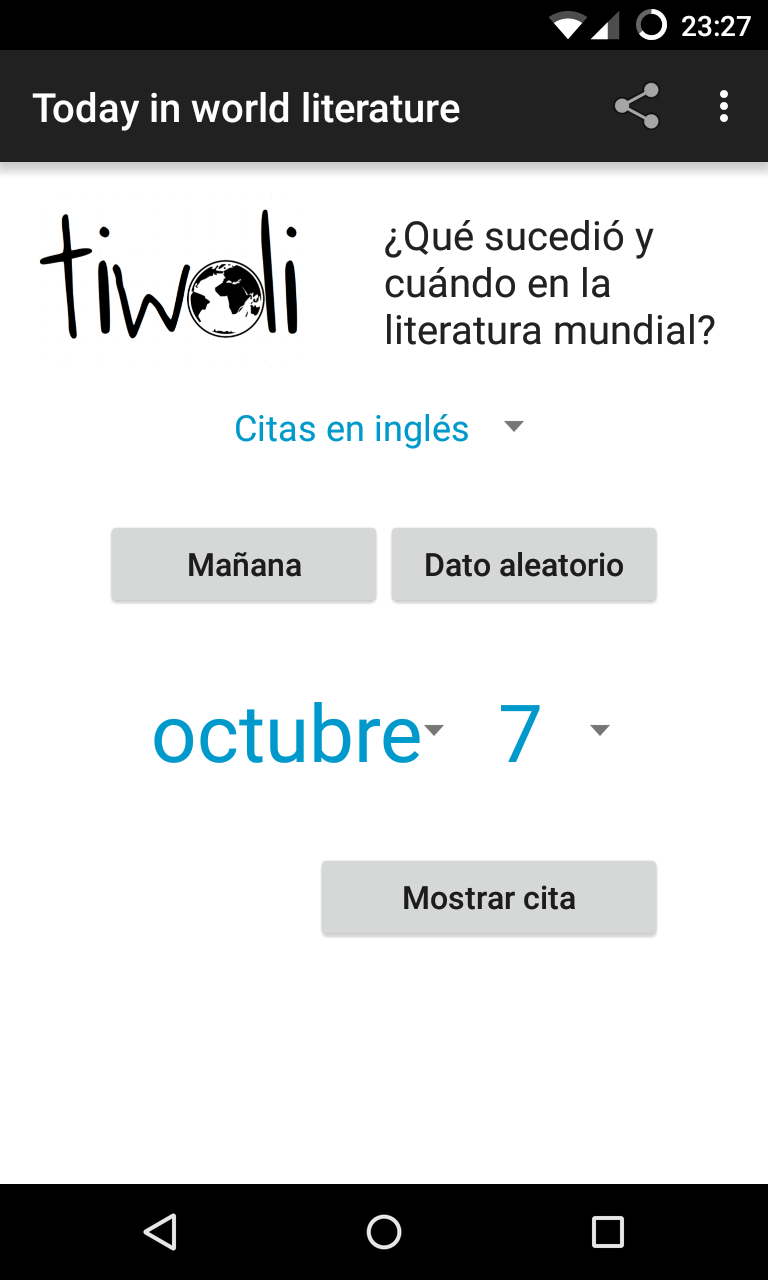 23:27
Today in world literature
tiwoli
¿Qué sucedió y
cuándo en la
literatura mundial?
Citas en inglés
Mañana
Dato aleatorio
octubre
7
Mostrar cita